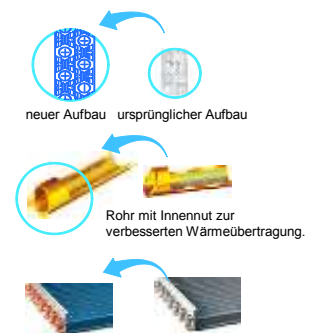 neuer Aufbau ursprünglicher Aufbau
Rohr mit Innennut zur
verbesserten Wärmeübertragung.